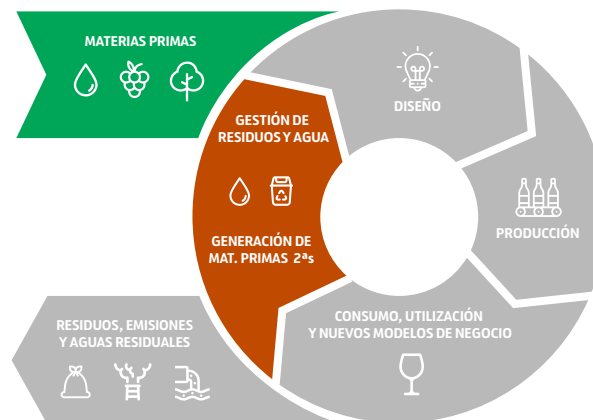 MATERIAS PRIMAS
DISEÑO
GESTIÓN DE
RESIDUOS Y AGUA
GENERACIÓN DE
MAT. PRIMAS 2ªs
PRODUCCIÓN
CONSUMO, UTILIZACIÓN
Y NUEVOS MODELOS DE NEGOCIO
RESIDUOS, EMISIONES
Y AGUAS RESIDUALES